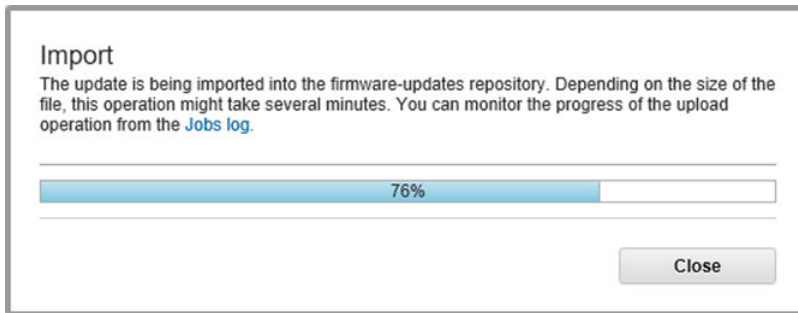 Import
The update is being imported into the firmware-updates repository. Depending on the size of the
file, this operation might take several minutes. You can monitor the progress of the upload
operation from the Jobs log.
76%
Close